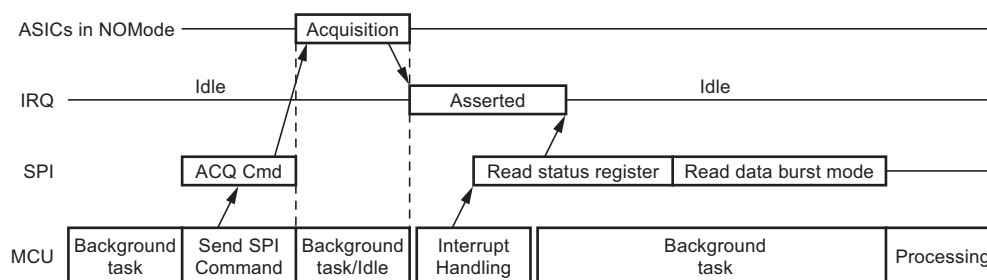 ASICs in NOMode
Acquisition
IRQ
Idle
Asserted
Idle
SPI
ACQ Cmd
Read status register
Read data burst mode
MCU
Background
task
Send SPI
Command
Background
task/Idle
Interrupt
Handling
Background
task
Processing